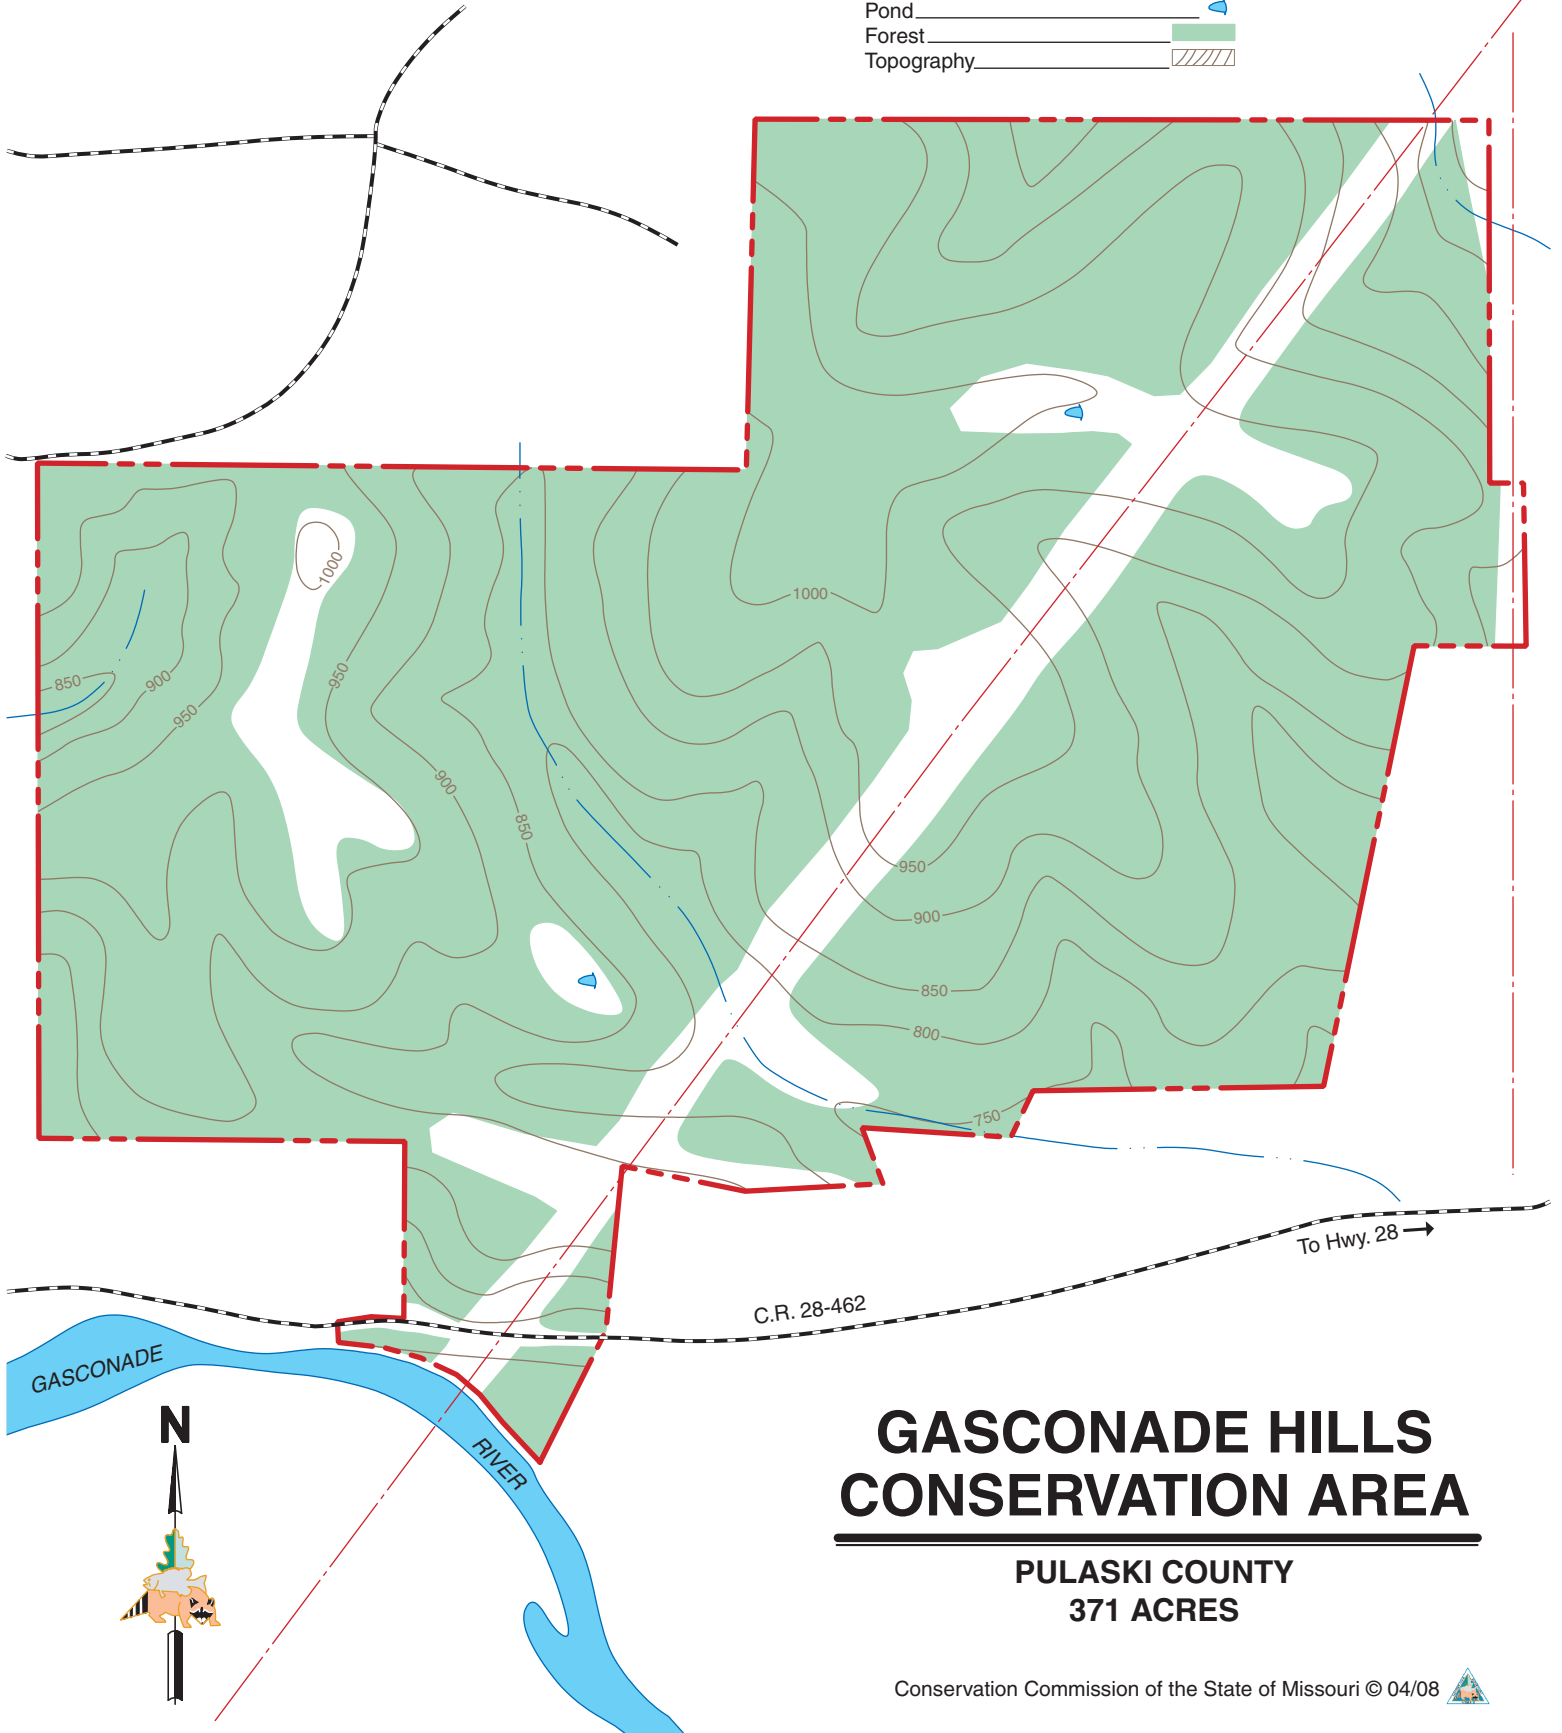 Pond
Forest
Topography
1000
1000
950
850
900
950
900
850
950
900
850
800
750
To Hwy. 28
C.R. 28-462
GASCONADE
RIVER
N
GASCONADE HILLS
CONSERVATION AREA
PULASKI COUNTY
371 ACRES
Conservation Commission of the State of Missouri © 04/08